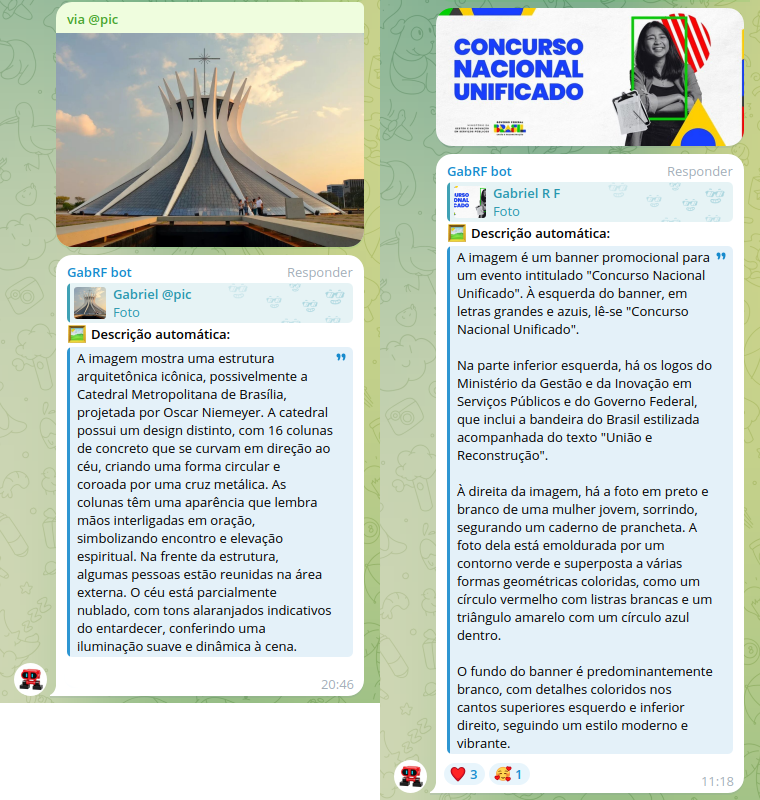 via @pic
GabRF bot
Responder
Gabriel @pic
Foto
Descrição automática:
A imagem mostra uma estrutura
arquitetônica icônica, possivelmente a
Catedral Metropolitana de Brasília,
projetada por Oscar Niemeyer. A catedral
possui um design distinto, com 16 colunas
de concreto que se curvam em direção ao
céu, criando uma forma circular e
coroada por uma cruz metálica. As
colunas têm uma aparência que lembra
mãos interligadas em oração,
simbolizando encontro e elevação
espiritual. Na frente da estrutura,
algumas pessoas estão reunidas na área
externa. O céu está parcialmente
nublado, com tons alaranjados indicativos
do entardecer, conferindo uma
iluminação suave e dinâmica à cena.
20:46
CONCURSO
NACIONAL
UNIFICADO
BRASIL
GabRF bot
Responder
Gabriel R F
Foto
Descrição automática:
A imagem é um banner promocional para
um evento intitulado "Concurso Nacional
Unificado". À esquerda do banner, em
letras grandes e azuis, lê-se "Concurso
Nacional Unificado".
Na parte inferior esquerda, há os logos do
Ministério da Gestão e da Inovação em
Serviços Públicos e do Governo Federal,
que inclui a bandeira do Brasil estilizada
acompanhada do texto "União e
Reconstrução".
À direita da imagem, há a foto em preto e
branco de uma mulher jovem, sorrindo,
segurando um caderno de prancheta. A
foto dela está emoldurada por um
contorno verde e superposta a várias
formas geométricas coloridas, como um
círculo vermelho com listras brancas e um
triângulo amarelo com um círculo azul
dentro.
O fundo do banner é predominantemente
branco, com detalhes coloridos nos
cantos superiores esquerdo e inferior
direito, seguindo um estilo moderno e
vibrante.
3
1
11:18